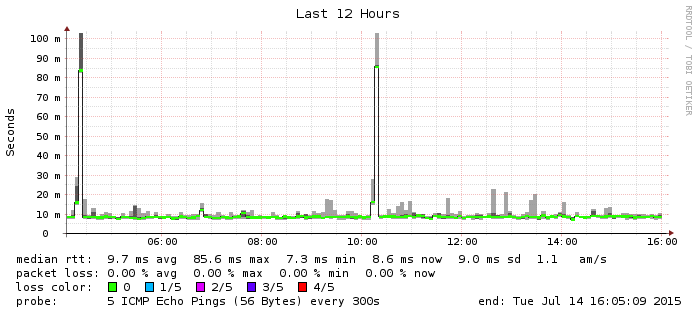 Last 12 Hours
RRDTOOL / TOBI OETIKER
Seconds
100 m
90 m
80 m
70 m
60 m
50 m
40 m
30 m
20 m
10 m
0
06:00 08:00 10:00 12:00 14:00 16:00
median rtt: 9.7 ms avg 85.6 ms max 7.3 ms min 8.6 ms now 9.0 ms sd 1.1 am/s
packet loss: 0.00 % avg 0.00 % max 0.00 % min 0.00 % now
loss color: 0 1/5 2/5 3/5 4/5
probe: 5 ICMP Echo Pings (56 Bytes) every 300s end: Tue Jul 14 16:05:09 2015